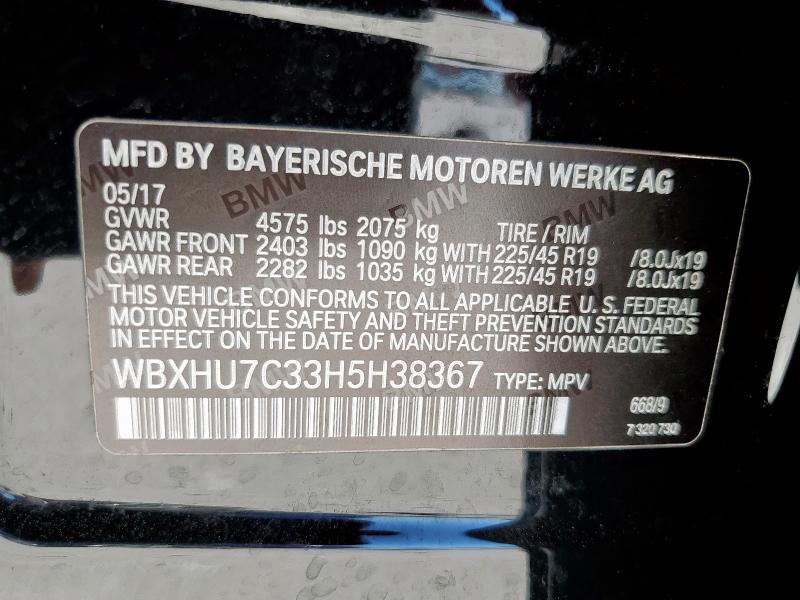 MFD BY BAYERISCHE MOTOREN WERKE AG
05/17
GVWR 4575 lbs 2075 kg TIRE / RIM
GAWR FRONT 2403 lbs 1090 kg WITH 225/45 R19 /8.0Jx19
GAWR REAR 2282 lbs 1035 kg WITH 225/45 R19 /8.0Jx19
THIS VEHICLE CONFORMS TO ALL APPLICABLE U. S. FEDERAL
MOTOR VEHICLE SAFETY AND THEFT PREVENTION STANDARDS
IN EFFECT ON THE DATE OF MANUFACTURE SHOWN ABOVE.
WBXHU7C33H5H38367 TYPE: MPV
668/9
7 320 730